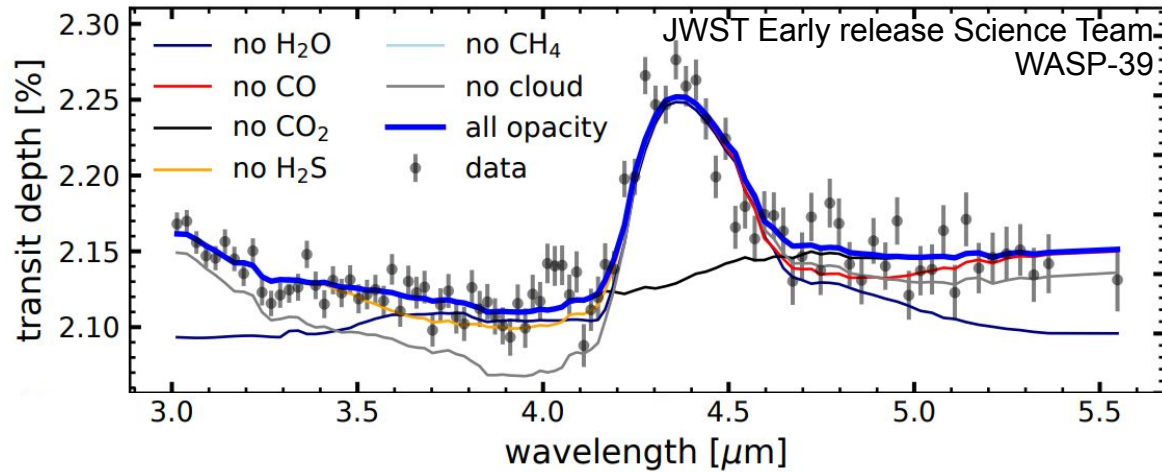 JWST Early release Science Team
WASP-39
no H₂O
no CO
no CO₂
no H₂S
no CH₄
no cloud
all opacity
data
transit depth [%]
2.30
2.25
2.20
2.15
2.10
3.0 3.5 4.0 4.5 5.0 5.5
wavelength [μm]